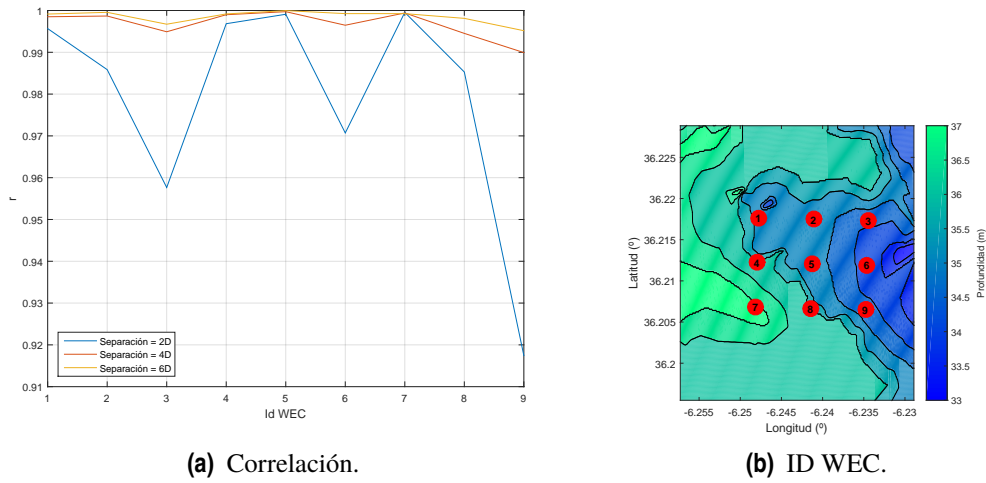 1
0.99
0.98
0.97
0.96
0.95
0.94
0.93
0.92
0.91
r
Separación = 2D
Separación = 4D
Separación = 6D
1 2 3 4 5 6 7 8 9
Id WEC
(a) Correlación.
36.225
36.22
36.215
36.21
36.205
36.2
Latitud (º)
1 2 3
4 5 6
7 8 9
-6.255 -6.25 -6.245 -6.24 -6.235 -6.23
Longitud (º)
37
36.5
36
35.5
35
34.5
34
33.5
33
Profundidad (m)
(b) ID WEC.